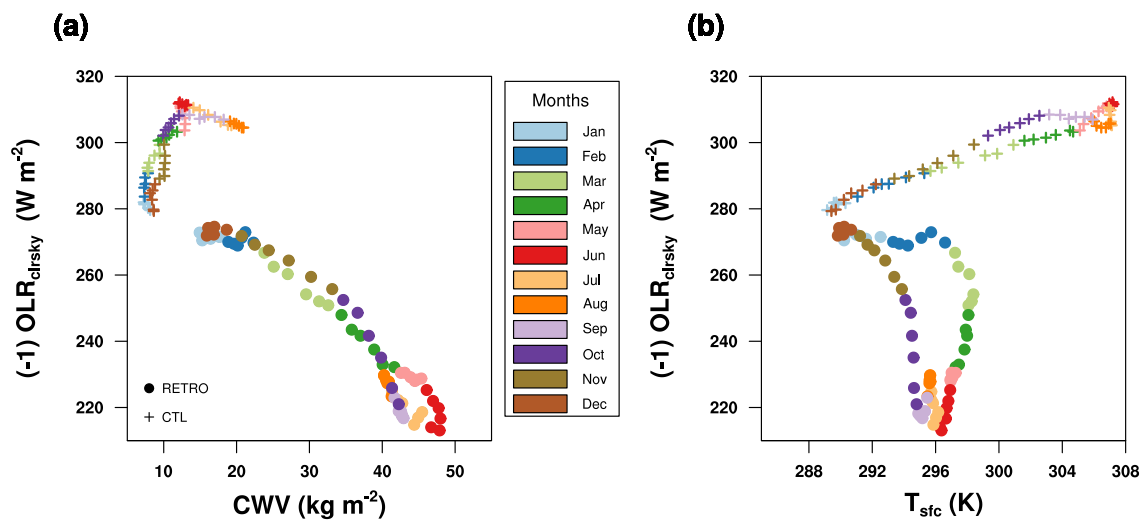 (a)
(b)
(-1) OLRclrsky (W m-2)
320
300
280
260
240
220
10
20
30
40
50
CWV (kg m-2)
RETRO
CTL
Months
Jan
Feb
Mar
Apr
May
Jun
Jul
Aug
Sep
Oct
Nov
Dec
(-1) OLRclrsky (W m-2)
320
300
280
260
240
220
288
292
296
300
304
308
Tsfc (K)